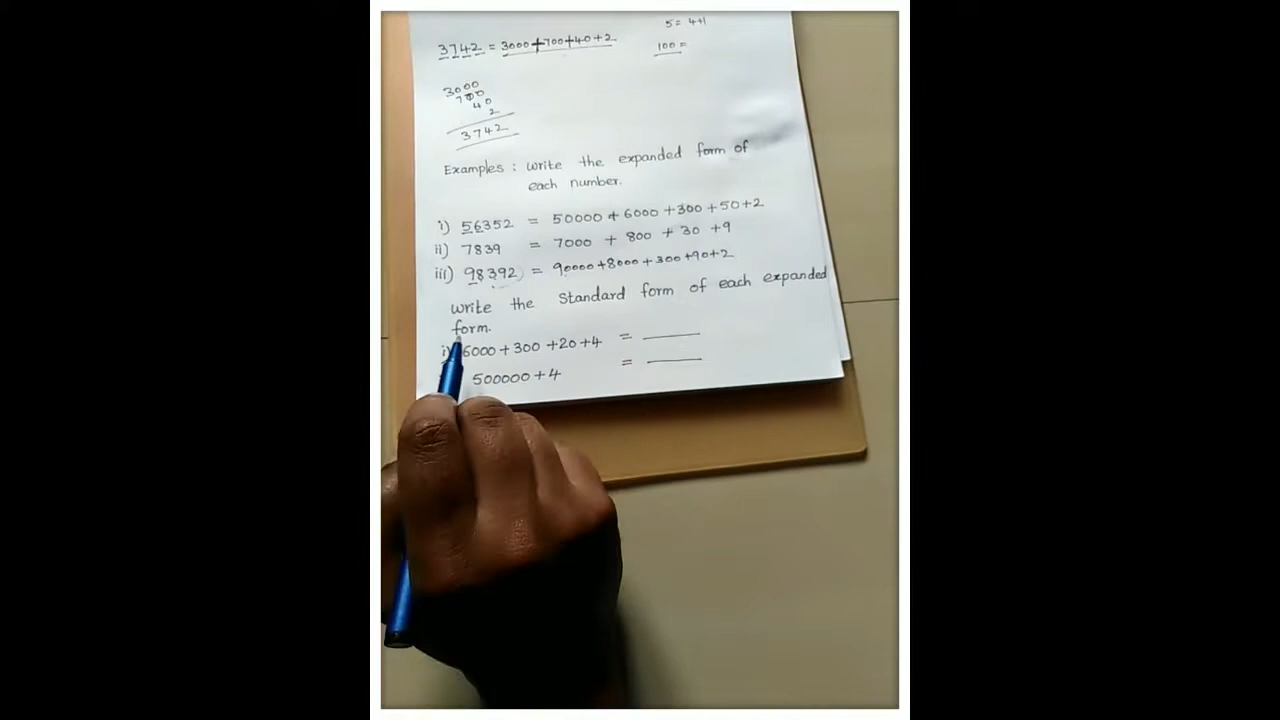 5 = 4+1
3742 = 3000+700+40+2
100 =
3000
700
40
2
3742
Examples : Write the expanded form of
each number.
i) 56352 = 50000 + 6000 + 300 + 50 + 2
ii) 7839 = 7000 + 800 + 30 + 9
iii) 98392 = 90000 + 8000 + 300 + 90 + 2
Write the Standard form of each expanded
form.
i) 6000 + 300 + 20 + 4 = ______
500000 + 4 = ______